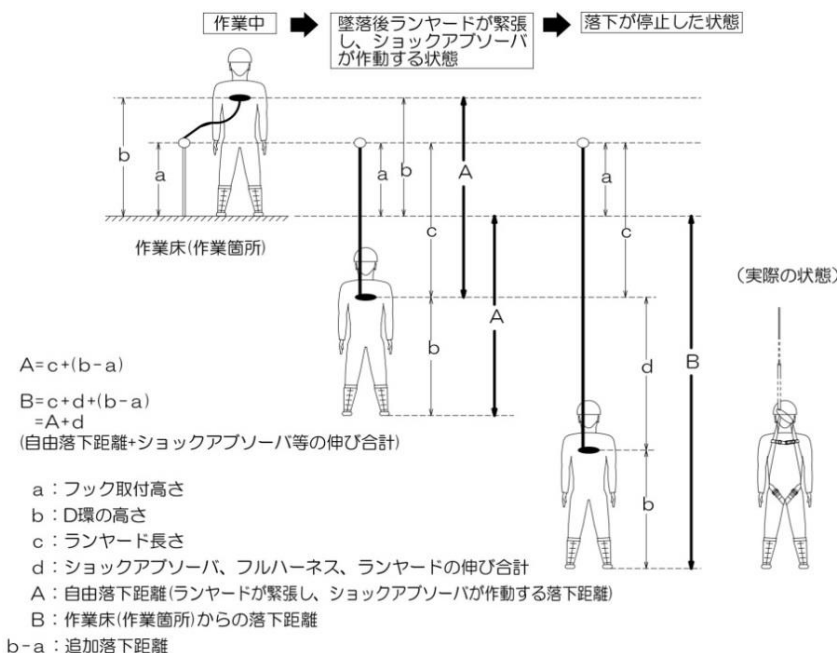 作業中
墜落後ランヤードが緊張
し、ショックアブソーバ
が作動する状態
落下が停止した状態
b
a
a
b
A
c
a
c
作業床(作業箇所)
A
b
d
B
b
(実際の状態)
A=c+(b-a)
B=c+d+(b-a)
=A+d
(自由落下距離+ショックアブソーバ等の伸び合計)
a：フック取付高さ
b：D環の高さ
c：ランヤード長さ
d：ショックアブソーバ、フルハーネス、ランヤードの伸び合計
A：自由落下距離(ランヤードが緊張し、ショックアブソーバが作動する落下距離)
B：作業床(作業箇所)からの落下距離
b-a：追加落下距離